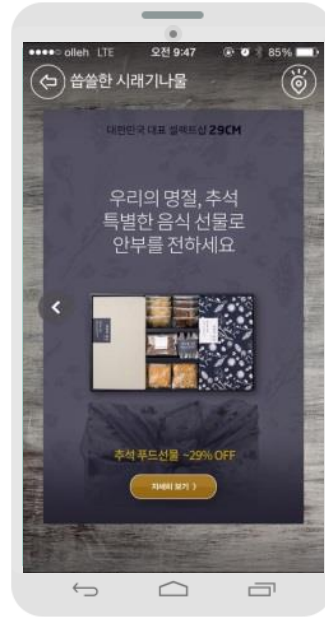 olleh LTE 오전 9:47 85%
씁쓸한 시래기나물
대한민국 대표 셀렉트샵 29CM
우리의 명절, 추석
특별한 음식 선물로
안부를 전하세요
추석 푸드선물 ~29% OFF
자세히 보기 〉